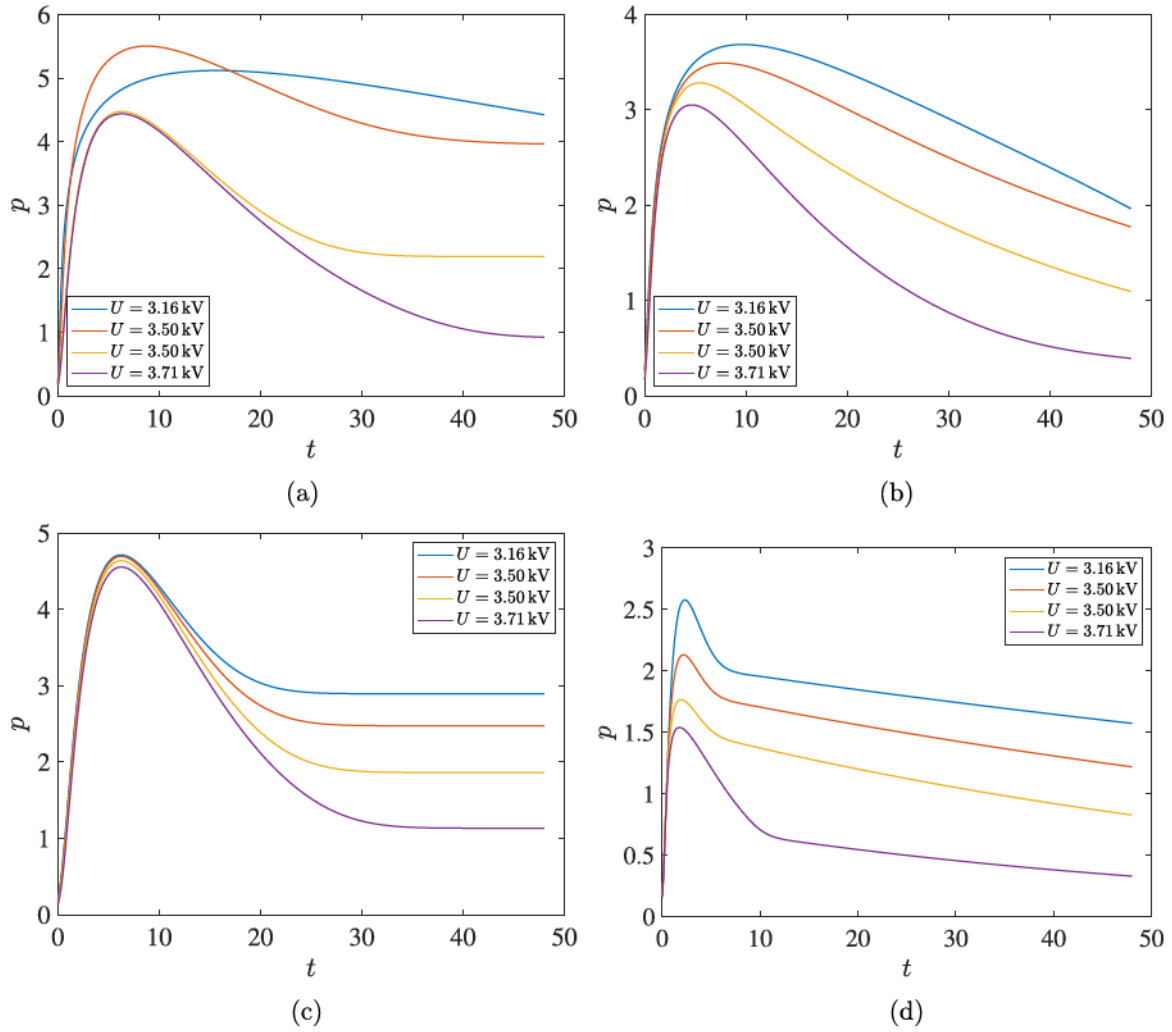 6
5
4
3
2
1
0
p
U = 3.16 kV
U = 3.50 kV
U = 3.50 kV
U = 3.71 kV
0 10 20 30 40 50
t
(a)
4
3
2
1
0
p
U = 3.16 kV
U = 3.50 kV
U = 3.50 kV
U = 3.71 kV
0 10 20 30 40 50
t
(b)
5
4
3
2
1
0
p
U = 3.16 kV
U = 3.50 kV
U = 3.50 kV
U = 3.71 kV
0 10 20 30 40 50
t
(c)
3
2.5
2
1.5
1
0.5
0
p
U = 3.16 kV
U = 3.50 kV
U = 3.50 kV
U = 3.71 kV
0 10 20 30 40 50
t
(d)